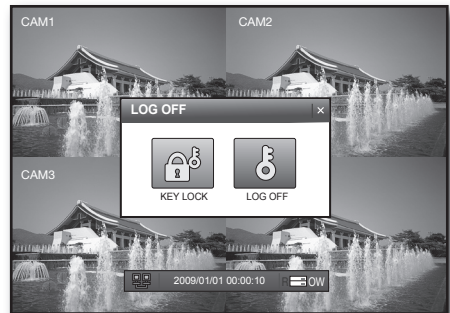 CAM1
CAM2
LOG OFF ×
KEY LOCK
LOG OFF
CAM3
2009/01/01 00:00:10
OW